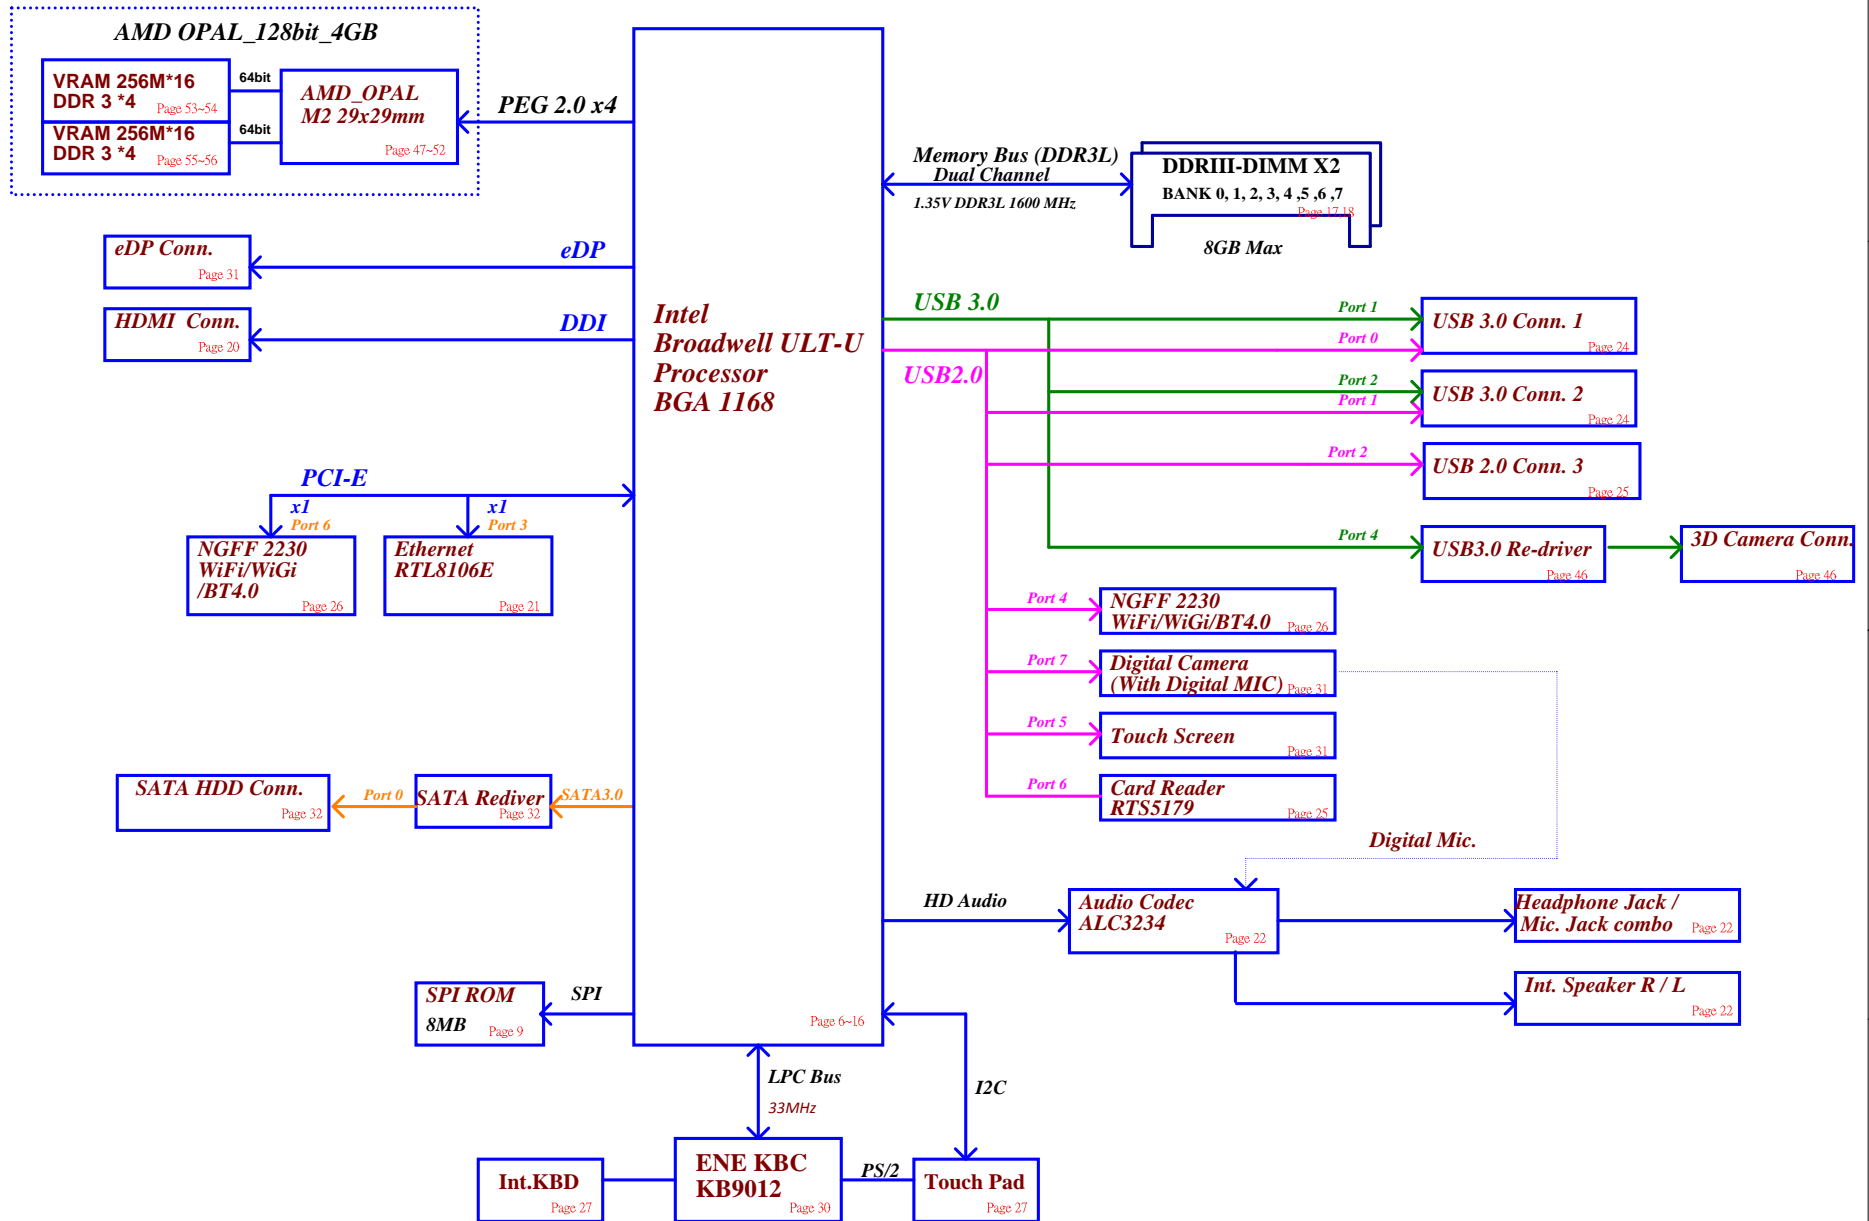 AMD OPAL_128bit_4GB
VRAM 256M*16
DDR 3 *4
Page 53~54
64bit
VRAM 256M*16
DDR 3 *4
Page 55~56
64bit
AMD_OPAL
M2 29x29mm
Page 47~52
PEG 2.0 x4
eDP Conn.
Page 31
eDP
HDMI Conn.
Page 20
DDI
Intel
Broadwell ULT-U
Processor
BGA 1168
Page 6~16
Memory Bus (DDR3L)
Dual Channel
1.35V DDR3L 1600 MHz
DDRIII-DIMM X2
BANK 0, 1, 2, 3, 4 ,5 ,6 ,7
Page 17,18
8GB Max
USB 3.0
USB2.0
Port 1
Port 0
USB 3.0 Conn. 1
Page 24
Port 2
Port 1
USB 3.0 Conn. 2
Page 24
Port 2
USB 2.0 Conn. 3
Page 25
Port 4
USB3.0 Re-driver
Page 46
3D Camera Conn.
Page 46
PCI-E
x1
Port 6
x1
Port 3
NGFF 2230
WiFi/WiGi
/BT4.0
Page 26
Ethernet
RTL8106E
Page 21
Port 4
NGFF 2230
WiFi/WiGi/BT4.0
Page 26
Port 7
Digital Camera
(With Digital MIC)
Page 31
Port 5
Touch Screen
Page 31
Port 6
Card Reader
RTS5179
Page 25
SATA HDD Conn.
Page 32
Port 0
SATA Rediver
Page 32
SATA3.0
Digital Mic.
HD Audio
Audio Codec
ALC3234
Page 22
Headphone Jack /
Mic. Jack combo
Page 22
Int. Speaker R / L
Page 22
SPI ROM
8MB
Page 9
SPI
LPC Bus
33MHz
I2C
Int.KBD
Page 27
ENE KBC
KB9012
Page 30
PS/2
Touch Pad
Page 27